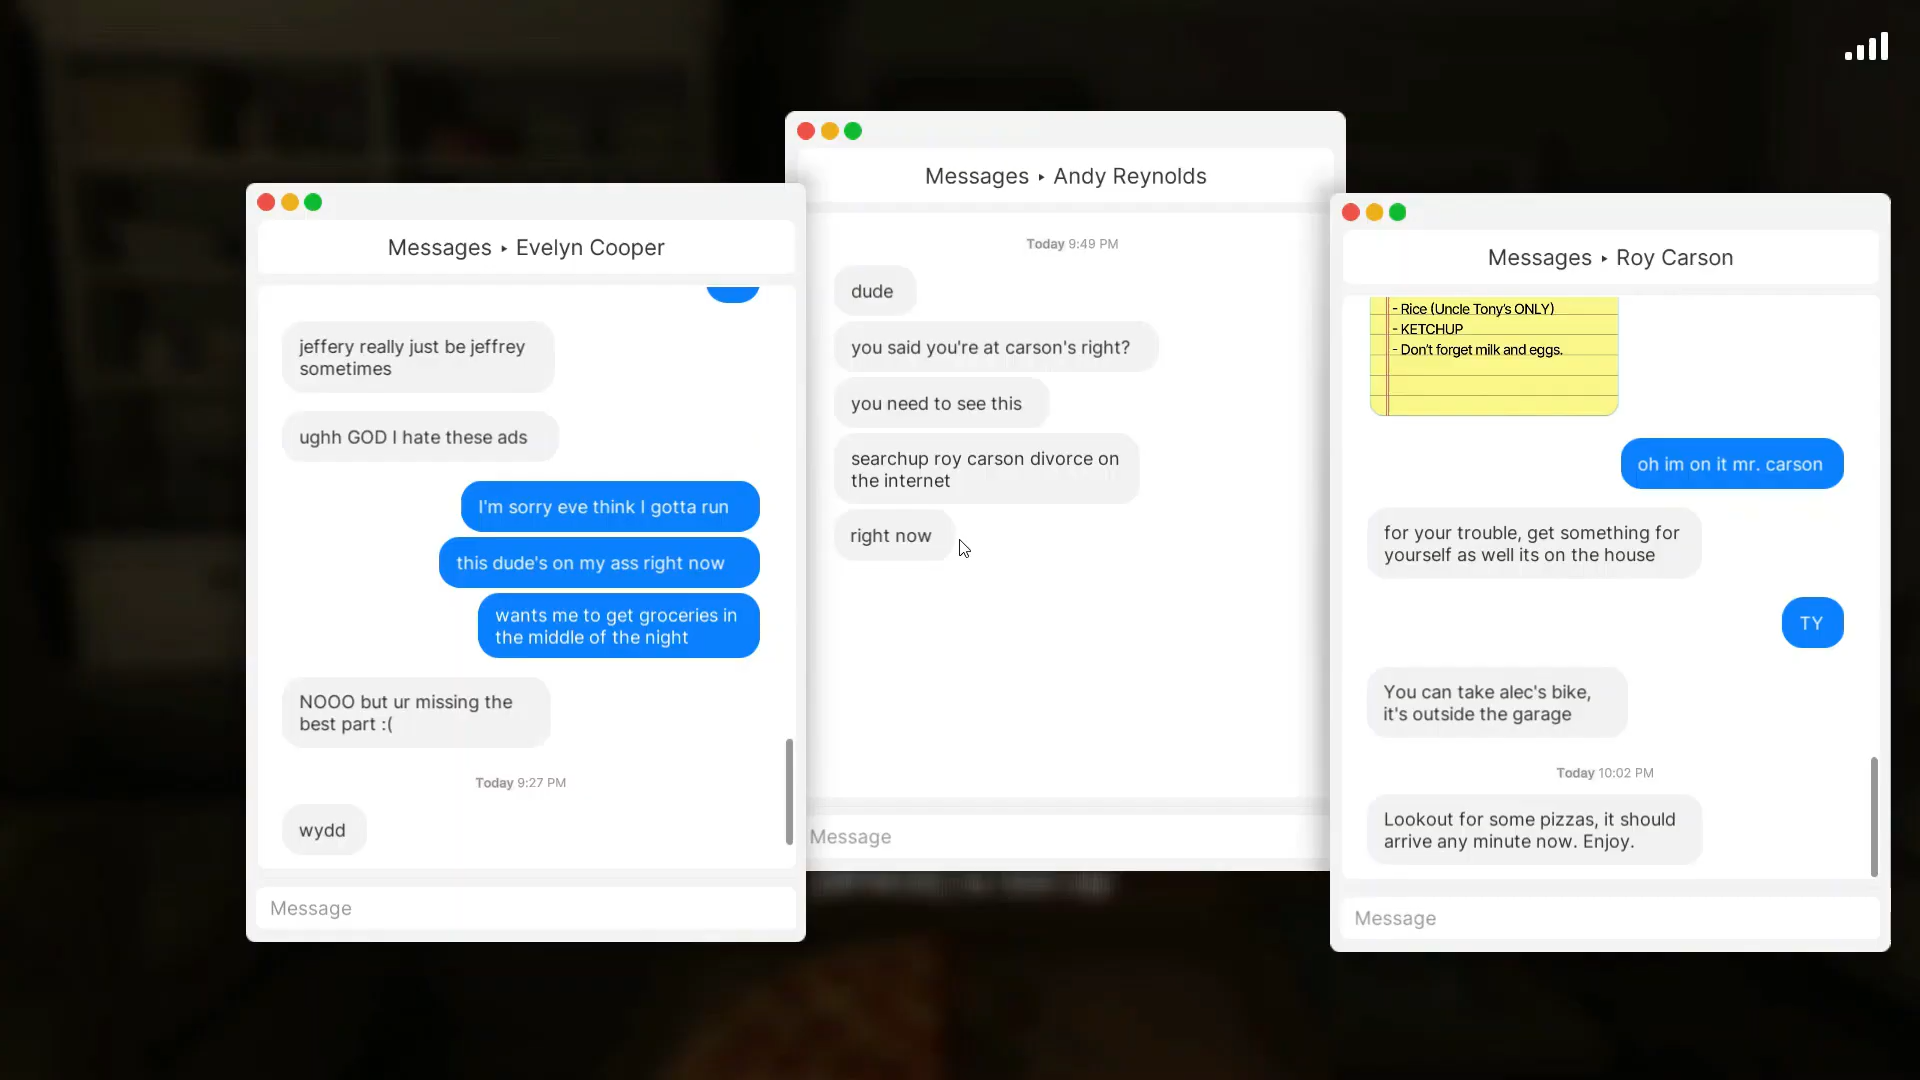 Messages ▸ Evelyn Cooper
jeffery really just be jeffrey
sometimes
ughh GOD I hate these ads
I'm sorry eve think I gotta run
this dude's on my ass right now
wants me to get groceries in
the middle of the night
NOOO but ur missing the
best part :(
Today 9:27 PM
wydd
Message
Messages ▸ Andy Reynolds
Today 9:49 PM
dude
you said you're at carson's right?
you need to see this
searchup roy carson divorce on
the internet
right now
Message
Messages ▸ Roy Carson
- Rice (Uncle Tony's ONLY)
- KETCHUP
- Don't forget milk and eggs.
oh im on it mr. carson
for your trouble, get something for
yourself as well its on the house
TY
You can take alec's bike,
it's outside the garage
Today 10:02 PM
Lookout for some pizzas, it should
arrive any minute now. Enjoy.
Message